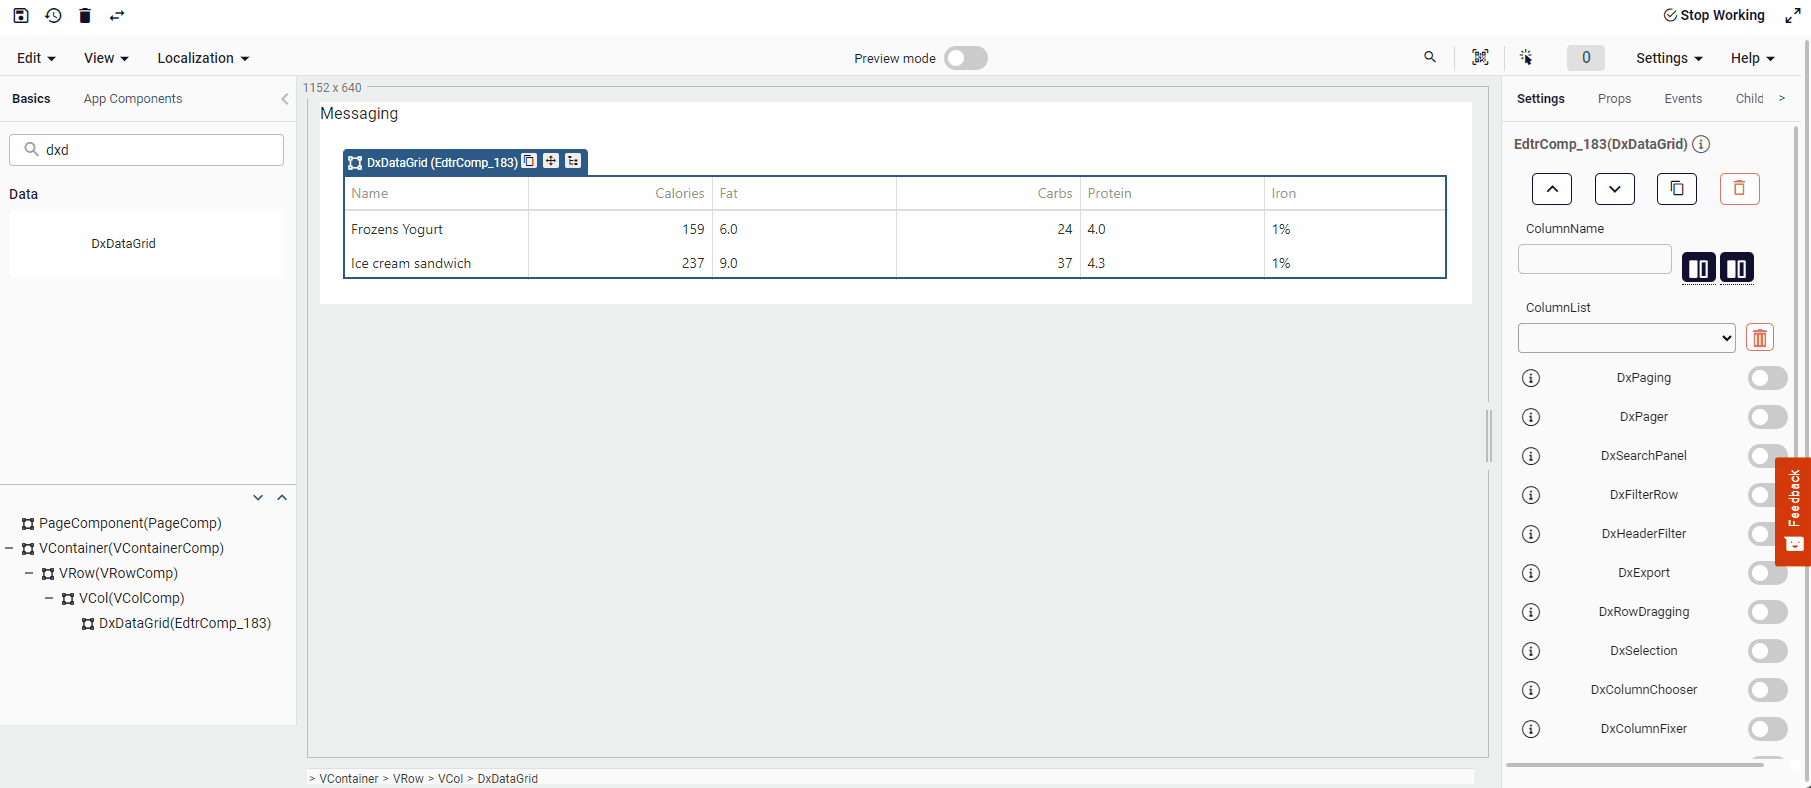 Stop Working
Edit View Localization Preview mode 0 Settings Help
Basics App Components
dxd
Data
DxDataGrid
PageComponent(PageComp)
VContainer(VContainerComp)
VRow(VRowComp)
VCol(VColComp)
DxDataGrid(EdtrComp_183)
1152 x 640
Messaging
DxDataGrid (EdtrComp_183)
Name Calories Fat Carbs Protein Iron
Frozens Yogurt 159 6.0 24 4.0 1%
Ice cream sandwich 237 9.0 37 4.3 1%
> VContainer > VRow > VCol > DxDataGrid
Settings Props Events Child >
EdtrComp_183(DxDataGrid)
ColumnName
ColumnList
DxPaging
DxPager
DxSearchPanel
DxFilterRow
DxHeaderFilter
DxExport
DxRowDragging
DxSelection
DxColumnChooser
DxColumnFixer
Feedback